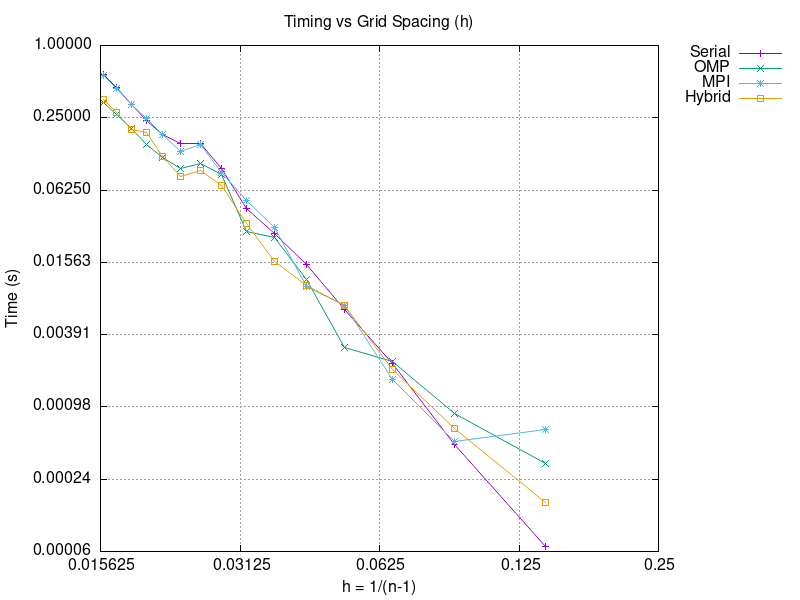 Timing vs Grid Spacing (h)
Serial
OMP
MPI
Hybrid
1.00000
0.25000
0.06250
0.01563
0.00391
0.00098
0.00024
0.00006
Time (s)
0.015625
0.03125
0.0625
0.125
0.25
h = 1/(n-1)